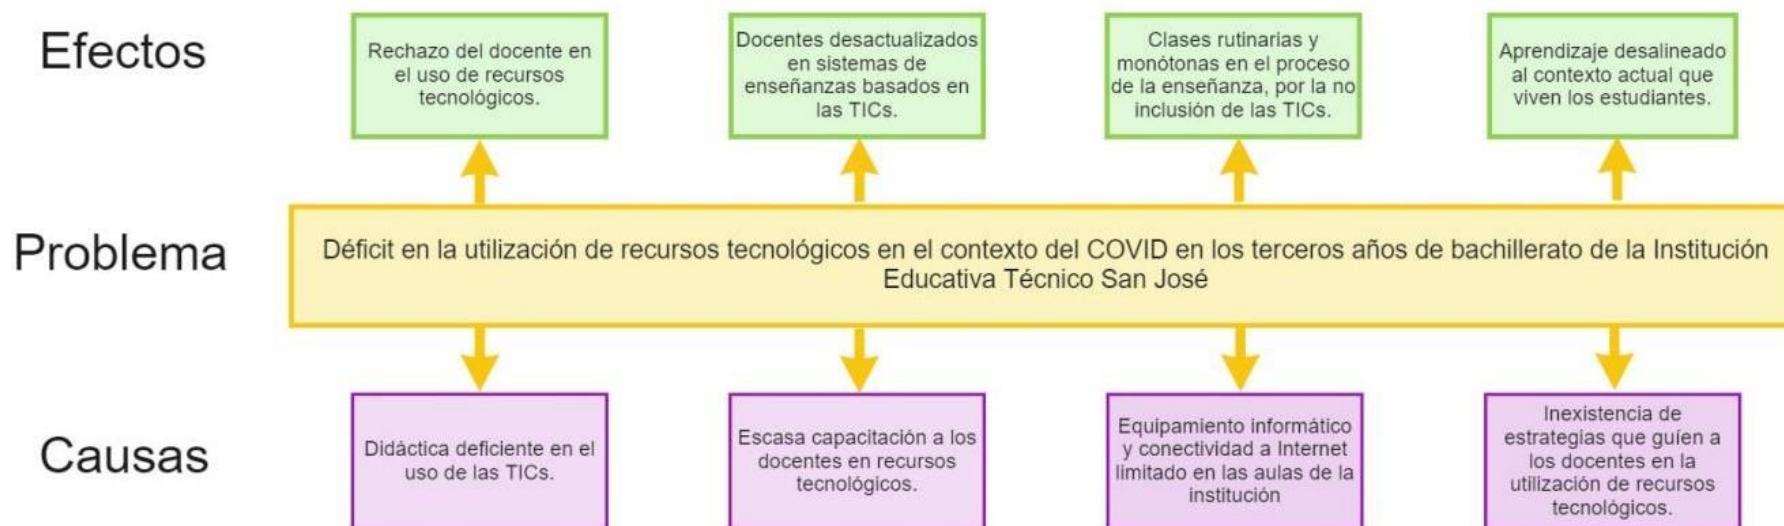 Efectos
Rechazo del docente en
el uso de recursos
tecnológicos.
Docentes desactualizados
en sistemas de
enseñanzas basados en
las TICs.
Clases rutinarias y
monótonas en el proceso
de la enseñanza, por la no
inclusión de las TICs.
Aprendizaje desalineado
al contexto actual que
viven los estudiantes.
Problema
Déficit en la utilización de recursos tecnológicos en el contexto del COVID en los terceros años de bachillerato de la Institución
Educativa Técnico San José
Causas
Didáctica deficiente en el
uso de las TICs.
Escasa capacitación a los
docentes en recursos
tecnológicos.
Equipamiento informático
y conectividad a Internet
limitado en las aulas de la
institución
Inexistencia de
estrategias que guíen a
los docentes en la
utilización de recursos
tecnológicos.